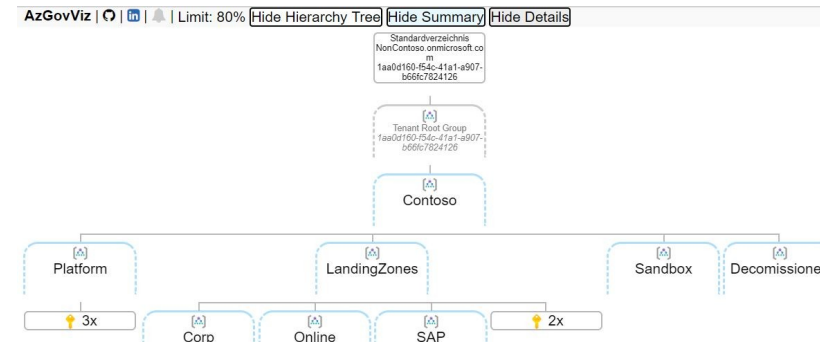 AzGovViz | | | | Limit: 80% Hide Hierarchy Tree Hide Summary Hide Details
Standardverzeichnis
NonContoso.onmicrosoft.co
m
1aa0d160-f54c-41a1-a907-
b66fc7824126
Tenant Root Group
1aa0d160-f54c-41a1-a907-
b66fc7824126
Contoso
Platform LandingZones Sandbox Decomissione
3x 2x
Corp Online SAP